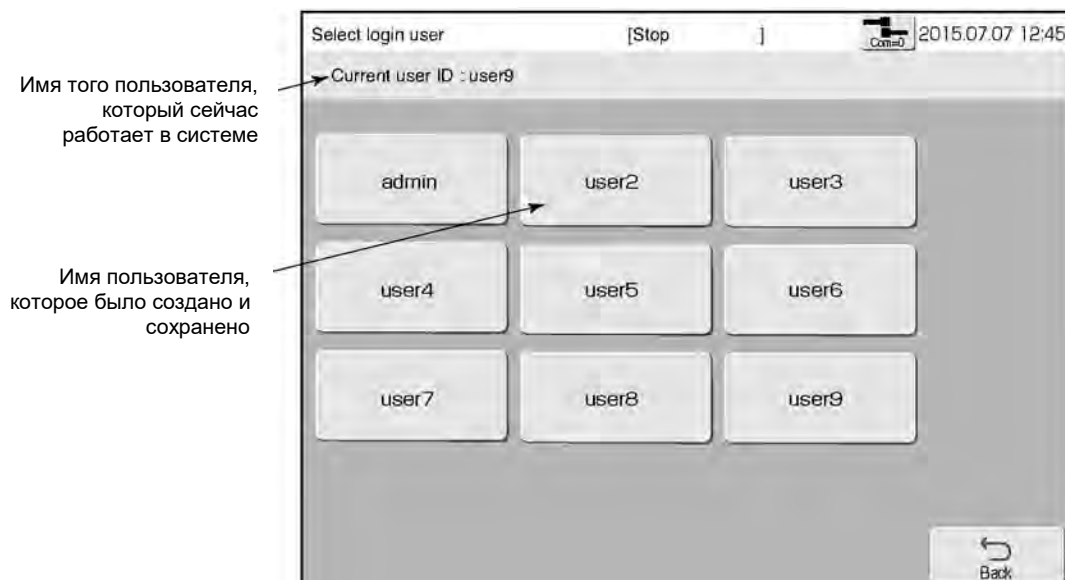 Select login user [Stop ] Com=0 2015.07.07 12:45
Current user ID : user9
Имя того пользователя,
который сейчас
работает в системе
admin user2 user3
Имя пользователя,
которое было создано и
сохранено
user4 user5 user6
user7 user8 user9
Back